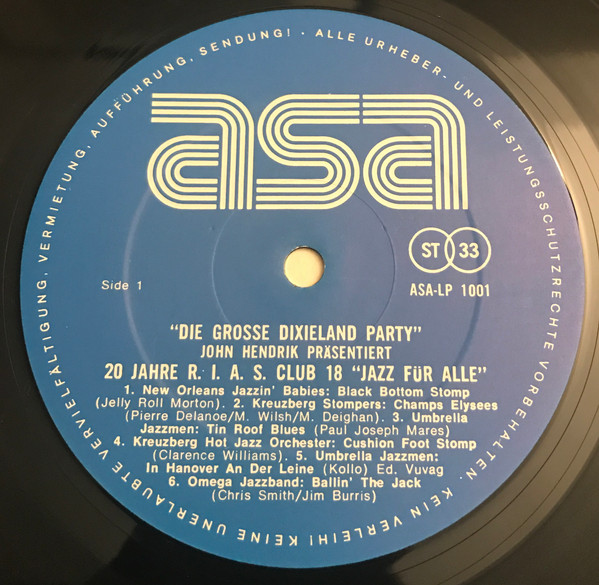 KEINE UNERLAUBTE VERVIELFÄLTIGUNG, VERMIETUNG, AUFFÜHRUNG, SENDUNG! · ALLE URHEBER- UND LEISTUNGSSCHUTZRECHTE VORBEHALTEN. KEIN VERLEIH!
asa
ST 33
Side 1
ASA-LP 1001
"DIE GROSSE DIXIELAND PARTY"
JOHN HENDRIK PRÄSENTIERT
20 JAHRE R. I. A. S. CLUB 18 "JAZZ FÜR ALLE"
1. New Orleans Jazzin' Babies: Black Bottom Stomp
(Jelly Roll Morton). 2. Kreuzberg Stompers: Champs Elysees
(Pierre Delanoe/M. Wilsh/M. Deighan). 3. Umbrella
Jazzmen: Tin Roof Blues (Paul Joseph Mares)
4. Kreuzberg Hot Jazz Orchester: Cushion Foot Stomp
(Clarence Williams). 5. Umbrella Jazzmen:
In Hanover An Der Leine (Kollo) Ed. Vuvag
6. Omega Jazzband: Ballin' The Jack
(Chris Smith/Jim Burris)